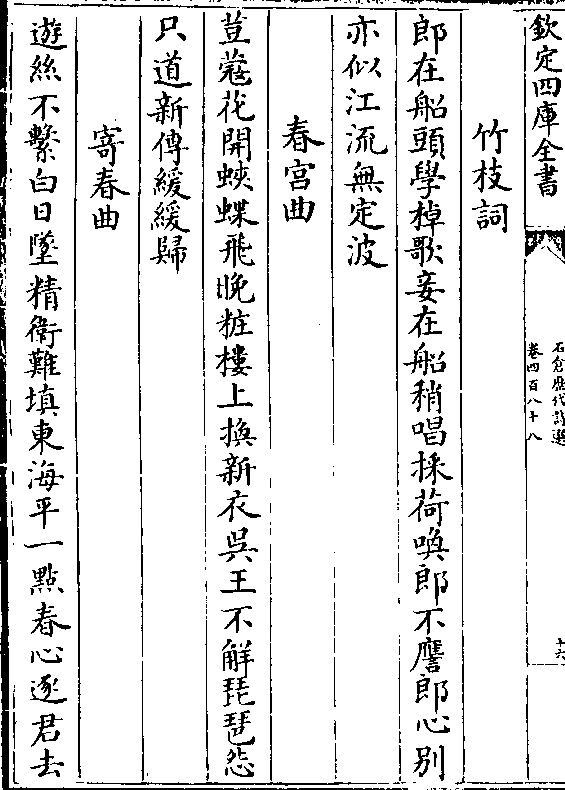 欽定四庫全書
石倉歴代詩選
卷四百八十八
十六
竹枝詞
郎在船頭學棹歌妾在船稍唱採荷喚郎不譍郎心别
亦似江流無定波
春宫曲
荳蔻花開蛺蝶飛晩粧樓上換新衣吳王不觧琵琶怨
只道新傳緩緩歸
寄春曲
遊絲不繫白日墜精衛難填東海平一點春心逐君去